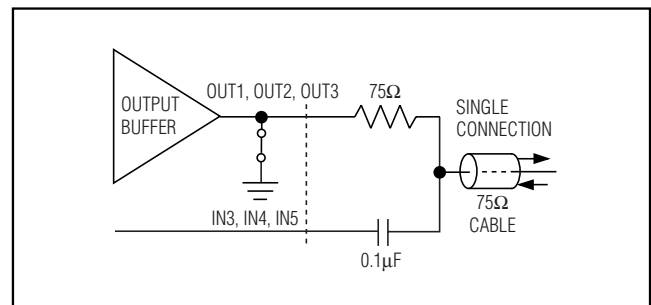 OUTPUT
BUFFER
OUT1, OUT2, OUT3
75Ω
SINGLE
CONNECTION
75Ω
CABLE
IN3, IN4, IN5
0.1μF